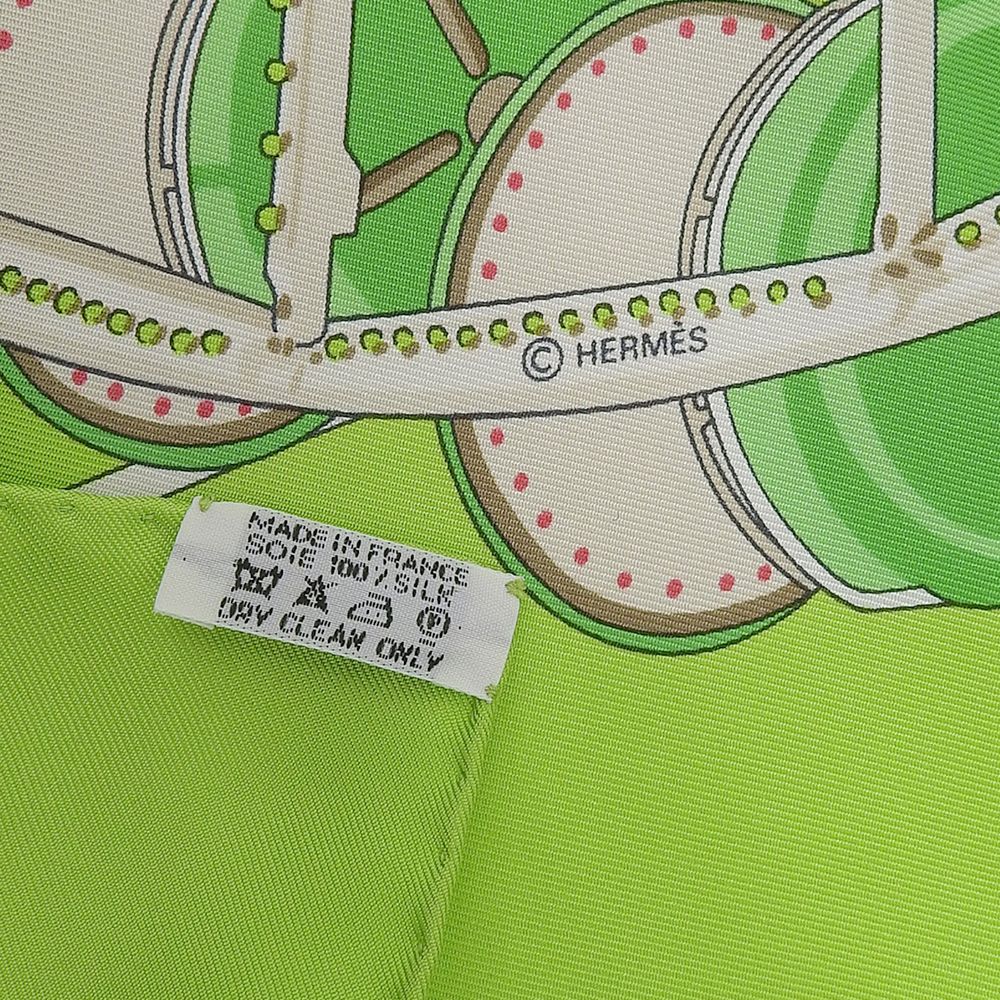 © HERMÈS
MADE IN FRANCE
SOIE 100% SILK
P
DRY CLEAN ONLY